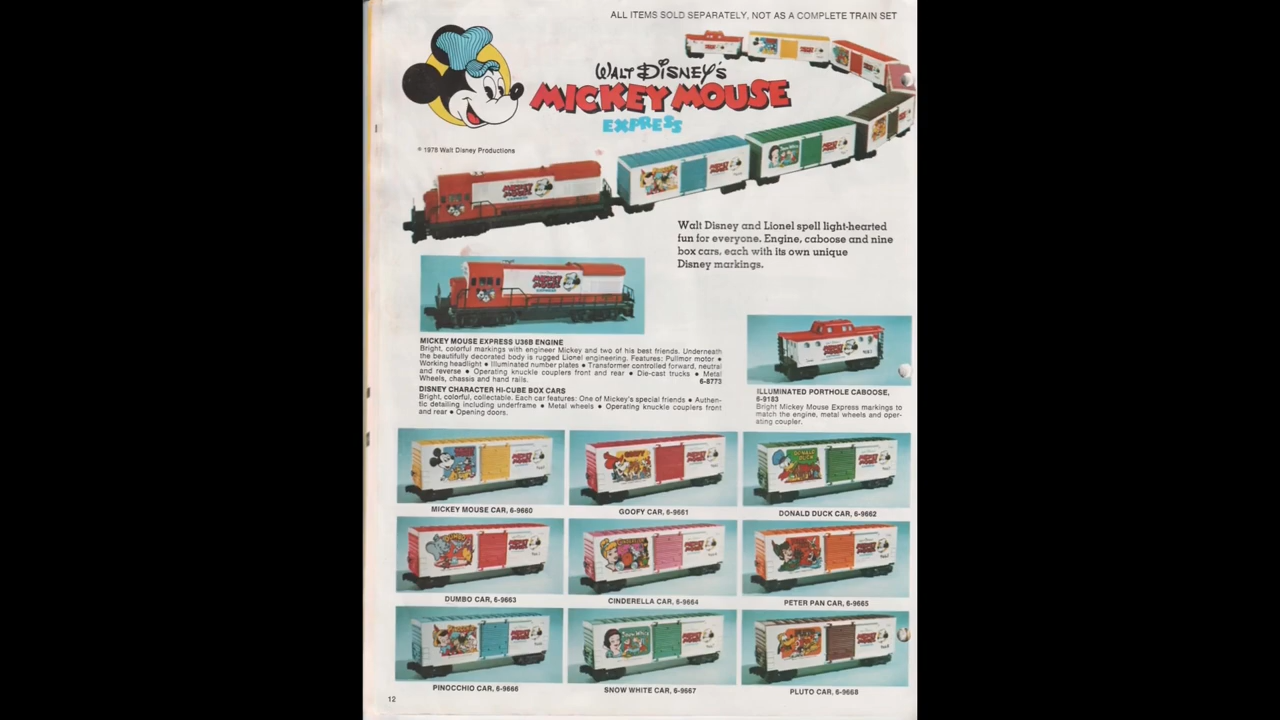 ALL ITEMS SOLD SEPARATELY, NOT AS A COMPLETE TRAIN SET
WALT DISNEY'S
MICKEY MOUSE
EXPRESS
© 1978 Walt Disney Productions
Walt Disney and Lionel spell light-hearted
fun for everyone. Engine, caboose and nine
box cars, each with its own unique
Disney markings.
MICKEY MOUSE EXPRESS U36B ENGINE
Bright, colorful markings with engineer Mickey and two of his best friends. Underneath
the beautifully decorated body is rugged Lionel engineering. Features: Pullmor motor •
Working headlight • Illuminated number plates • Transformer controlled forward, neutral
and reverse • Operating knuckle couplers front and rear • Die-cast trucks • Metal
Wheels, chassis and hand rails. 6-8773
DISNEY CHARACTER HI-CUBE BOX CARS
Bright, colorful, collectable. Each car features: One of Mickey's special friends • Authen-
tic detailing including underframe • Metal wheels • Operating knuckle couplers front
and rear • Opening doors.
ILLUMINATED PORTHOLE CABOOSE,
6-9183
Bright Mickey Mouse Express markings to
match the engine, metal wheels and oper-
ating coupler.
MICKEY MOUSE CAR, 6-9660
GOOFY CAR, 6-9661
DONALD DUCK CAR, 6-9662
DUMBO CAR, 6-9663
CINDERELLA CAR, 6-9664
PETER PAN CAR, 6-9665
PINOCCHIO CAR, 6-9666
SNOW WHITE CAR, 6-9667
PLUTO CAR, 6-9668
12